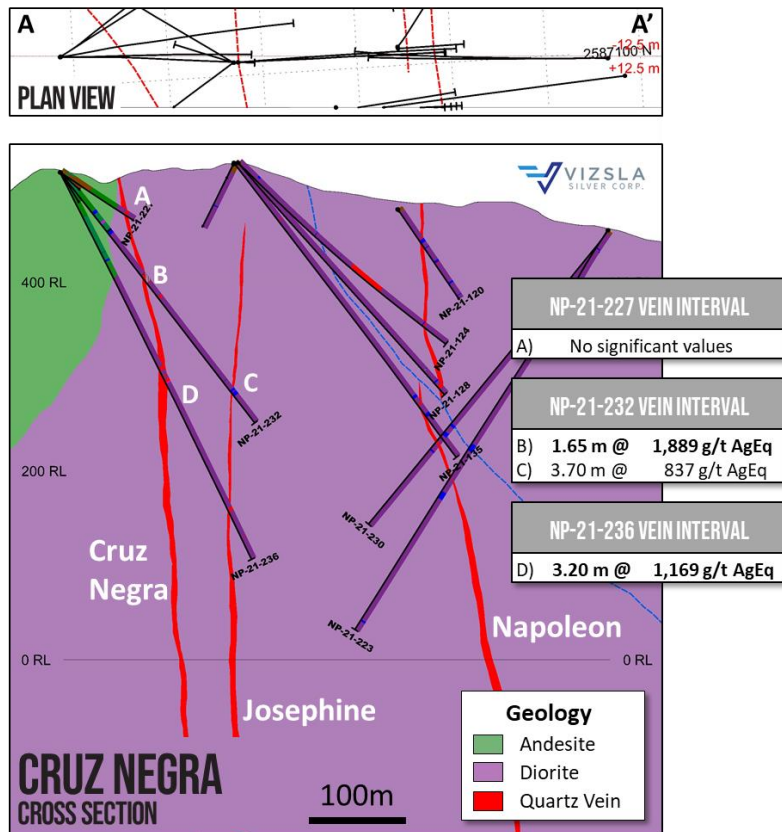 A
A'
-12.5 m
2587100 N
+12.5 m
PLAN VIEW
VIZSLA
SILVER CORP.
A
NP-21-227
B
400 RL
NP-21-120
NP-21-227 VEIN INTERVAL
A) No significant values
NP-21-124
D
C
NP-21-128
NP-21-232 VEIN INTERVAL
NP-21-232
B) 1.65 m @ 1,889 g/t AgEq
NP-21-135
200 RL
C) 3.70 m @ 837 g/t AgEq
NP-21-236 VEIN INTERVAL
NP-21-230
Cruz
Negra
NP-21-236
D) 3.20 m @ 1,169 g/t AgEq
Napoleon
NP-21-223
0 RL
0 RL
Josephine
Geology
Andesite
Diorite
Quartz Vein
CRUZ NEGRA
CROSS SECTION
100m